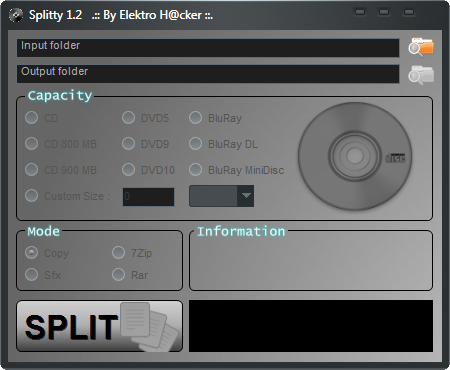 Splitty 1.2 .:: By Elektro H@cker ::.
Input folder
Output folder
Capacity
CD DVD5 BluRay
CD 800 MB DVD9 BluRay DL
CD 900 MB DVD10 BluRay MiniDisc
Custom Size : 0
disc
Mode
Copy 7Zip
Sfx Rar
Information
SPLIT